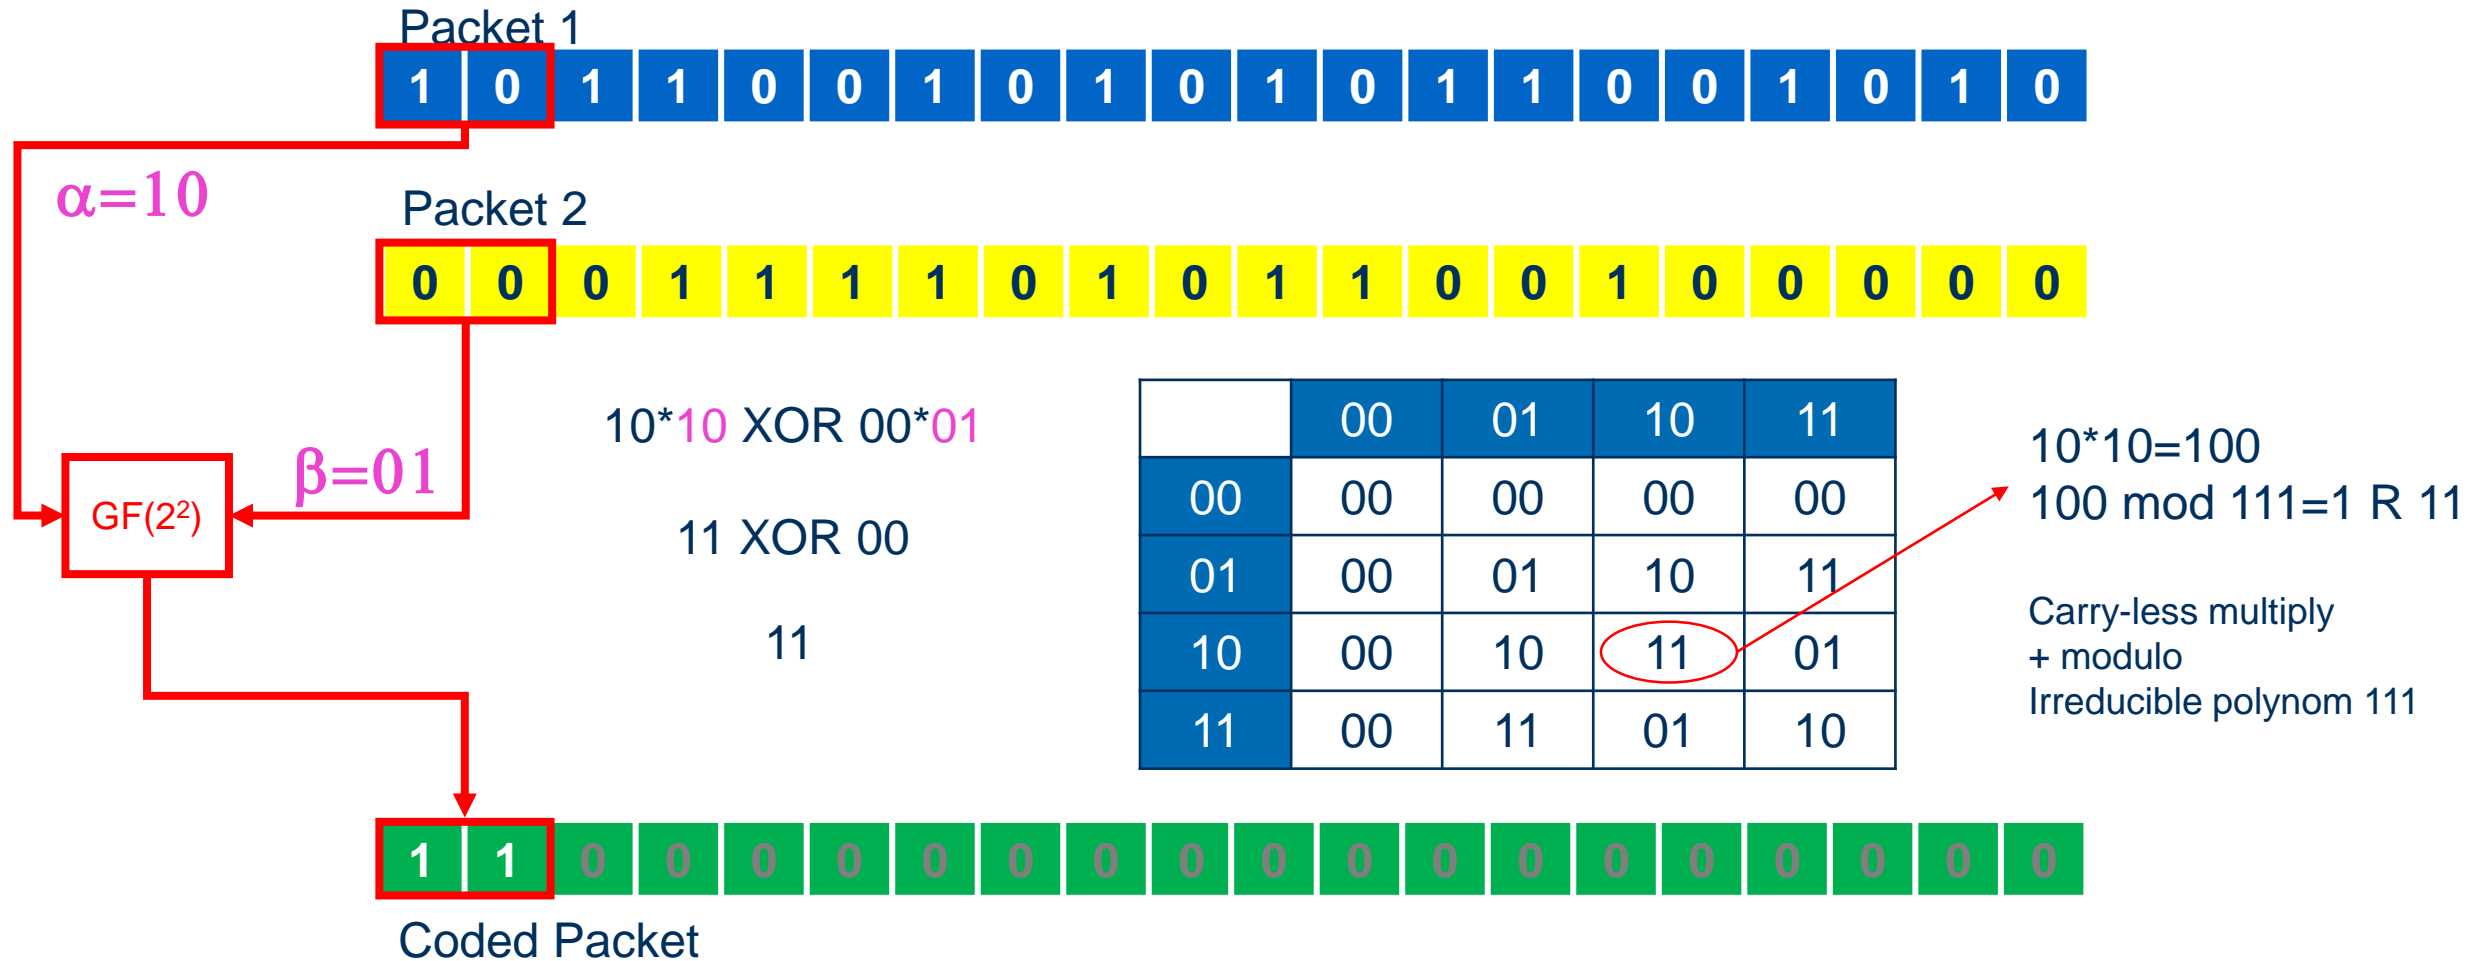 Packet 1
1 0 1 1 0 0 1 0 1 0 1 0 1 1 0 0 1 0 1 0
α=10
Packet 2
0 0 0 1 1 1 1 0 1 0 1 1 0 0 1 0 0 0 0 0
10*10 XOR 00*01
β=01
GF(2²)
11 XOR 00
11
00 01 10 11
00 00 00 00 00
01 00 01 10 11
10 00 10 11 01
11 00 11 01 10
10*10=100
100 mod 111=1 R 11
Carry-less multiply
+ modulo
Irreducible polynom 111
1 1 0 0 0 0 0 0 0 0 0 0 0 0 0 0 0 0 0 0
Coded Packet